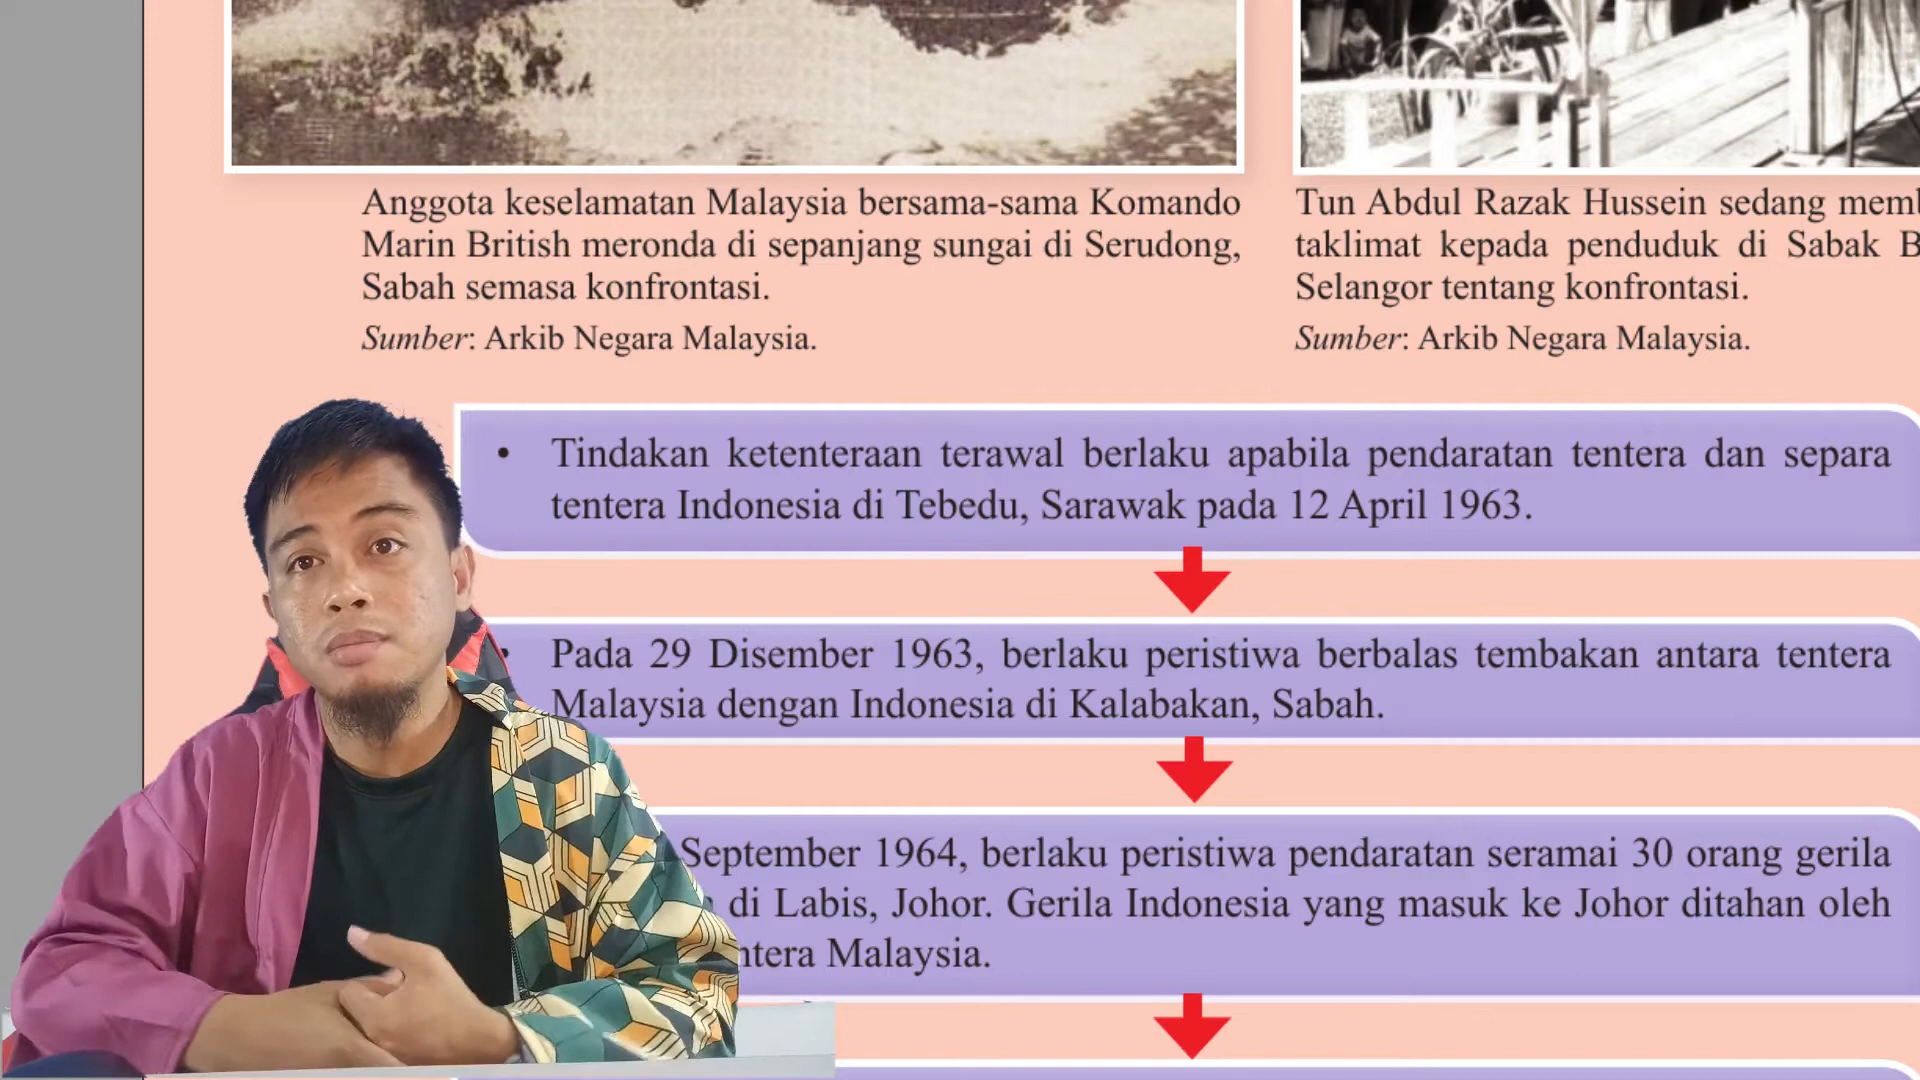 Anggota keselamatan Malaysia bersama-sama Komando
Marin British meronda di sepanjang sungai di Serudong,
Sabah semasa konfrontasi.
Sumber: Arkib Negara Malaysia.
Tun Abdul Razak Hussein sedang
taklimat kepada penduduk di Sabak
Selangor tentang konfrontasi.
Sumber: Arkib Negara Malaysia.
• Tindakan ketenteraan terawal berlaku apabila pendaratan tentera dan separa
tentera Indonesia di Tebedu, Sarawak pada 12 April 1963.
Pada 29 Disember 1963, berlaku peristiwa berbalas tembakan antara tentera
Malaysia dengan Indonesia di Kalabakan, Sabah.
September 1964, berlaku peristiwa pendaratan seramai 30 orang gerila
di Labis, Johor. Gerila Indonesia yang masuk ke Johor ditahan oleh
Malaysia.